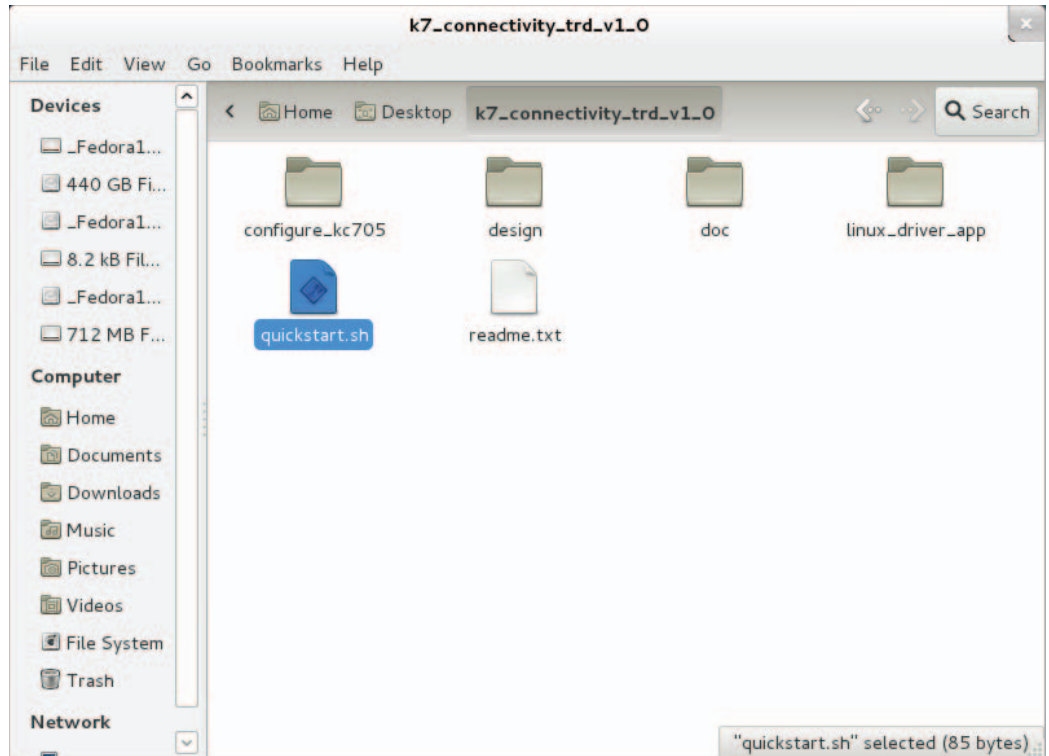 k7_connectivity_trd_v1_0
File Edit View Go Bookmarks Help
Devices
_Fedora1...
440 GB Fi...
_Fedora1...
8.2 kB Fil...
_Fedora1...
712 MB F...
Computer
Home
Documents
Downloads
Music
Pictures
Videos
File System
Trash
Network
Home Desktop k7_connectivity_trd_v1_0 Search
configure_kc705 design doc linux_driver_app
quickstart.sh readme.txt
"quickstart.sh" selected (85 bytes)